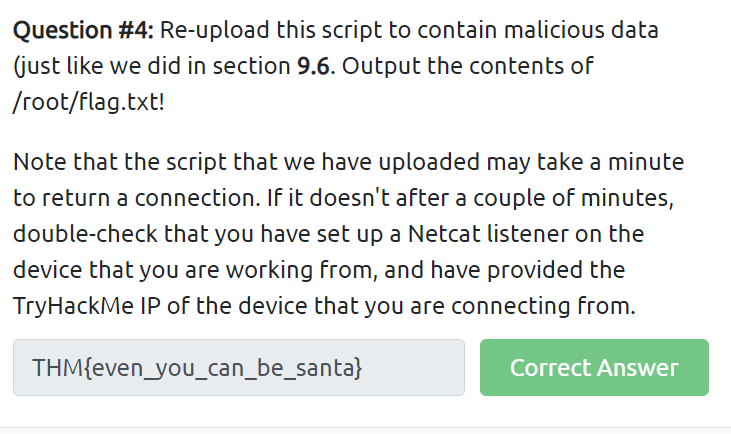 Question #4: Re-upload this script to contain malicious data
(just like we did in section 9.6. Output the contents of
/root/flag.txt!
Note that the script that we have uploaded may take a minute
to return a connection. If it doesn't after a couple of minutes,
double-check that you have set up a Netcat listener on the
device that you are working from, and have provided the
TryHackMe IP of the device that you are connecting from.
THM{even_you_can_be_santa}
Correct Answer